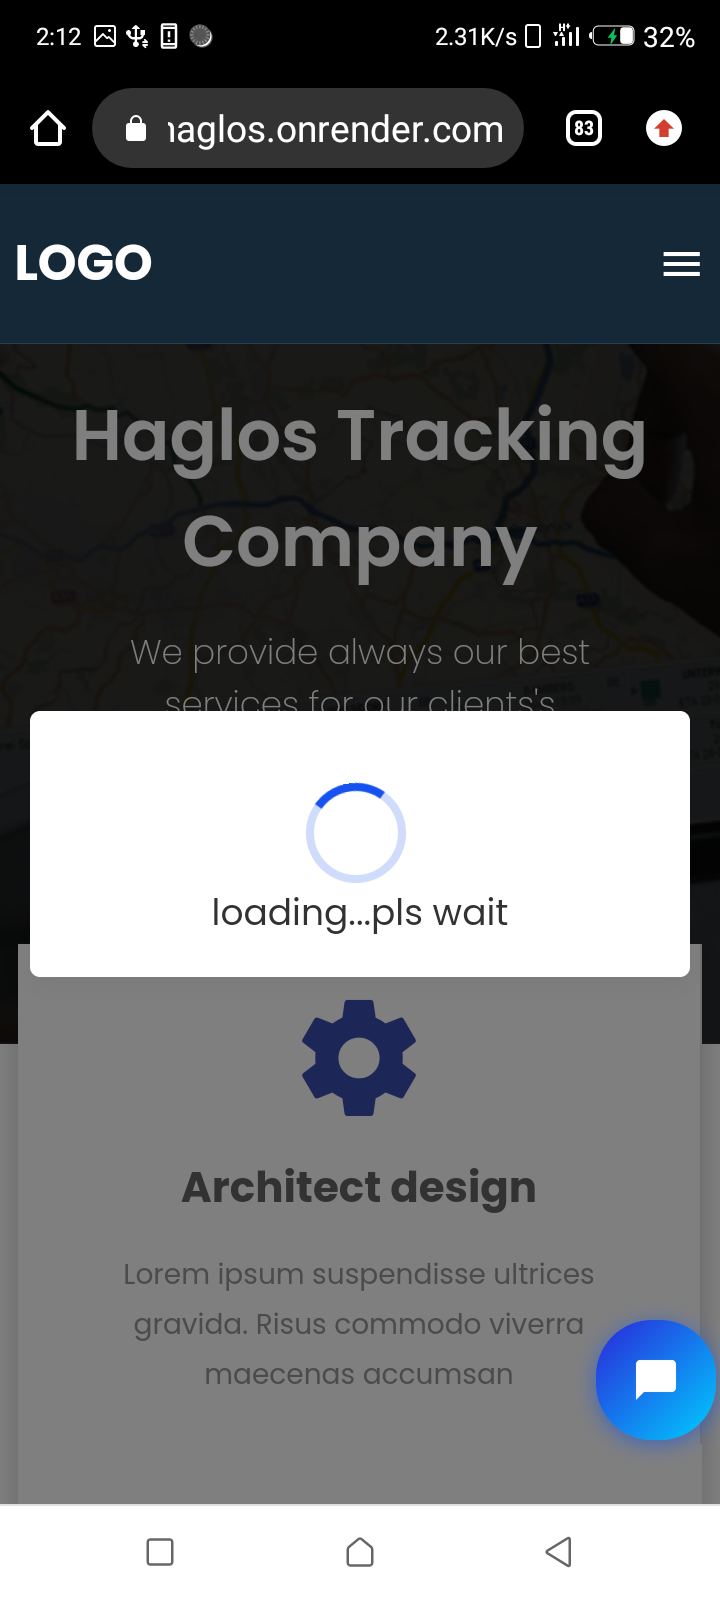 2:12
2.31K/s
H+
32%
haglos.onrender.com
83
LOGO
Haglos Tracking
Company
We provide always our best
services for our clients's
loading...pls wait
Architect design
Lorem ipsum suspendisse ultrices
gravida. Risus commodo viverra
maecenas accumsan